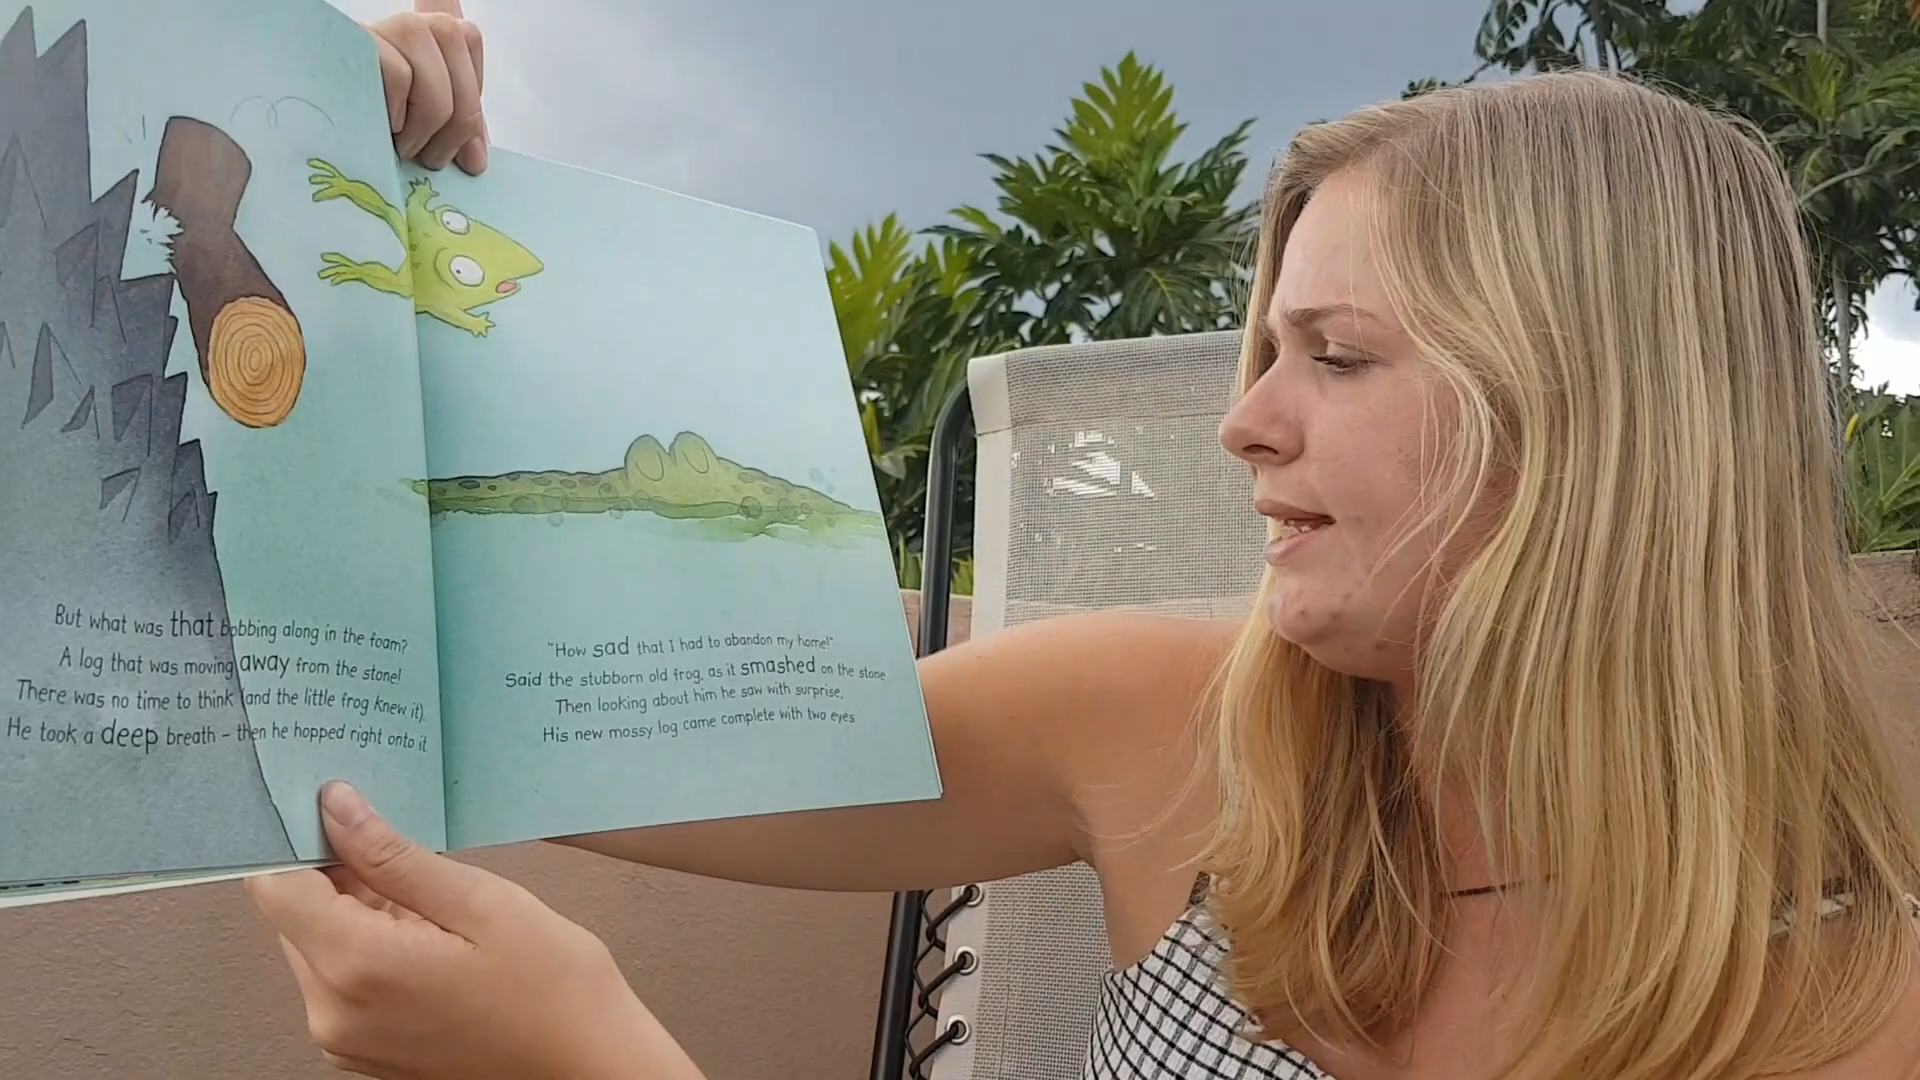 But what was that bobbing along in the foam?
A log that was moving away from the stone!
There was no time to think (and the little frog knew it).
He took a deep breath – then he hopped right onto it
"How sad that I had to abandon my home!"
Said the stubborn old frog, as it smashed on the stone
Then looking about him he saw with surprise,
His new mossy log came complete with two eyes